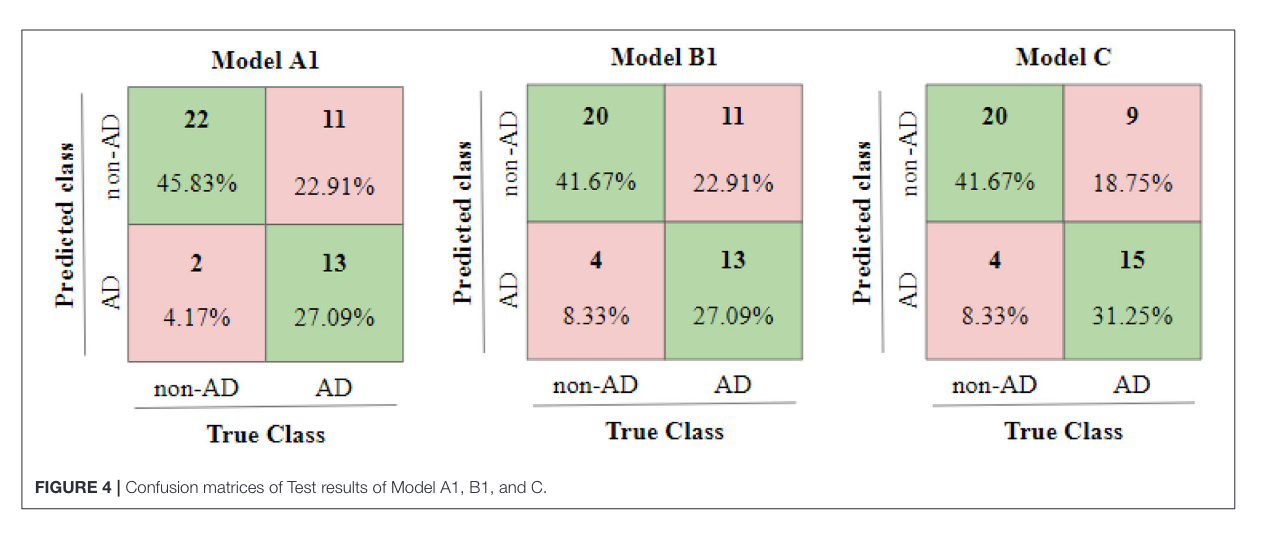 Model A1
Predicted class
non-AD
AD
22
11
45.83%
22.91%
2
13
4.17%
27.09%
non-AD
AD
True Class
Model B1
Predicted class
non-AD
AD
20
11
41.67%
22.91%
4
13
8.33%
27.09%
non-AD
AD
True Class
Model C
Predicted class
non-AD
AD
20
9
41.67%
18.75%
4
15
8.33%
31.25%
non-AD
AD
True Class
FIGURE 4 | Confusion matrices of Test results of Model A1, B1, and C.